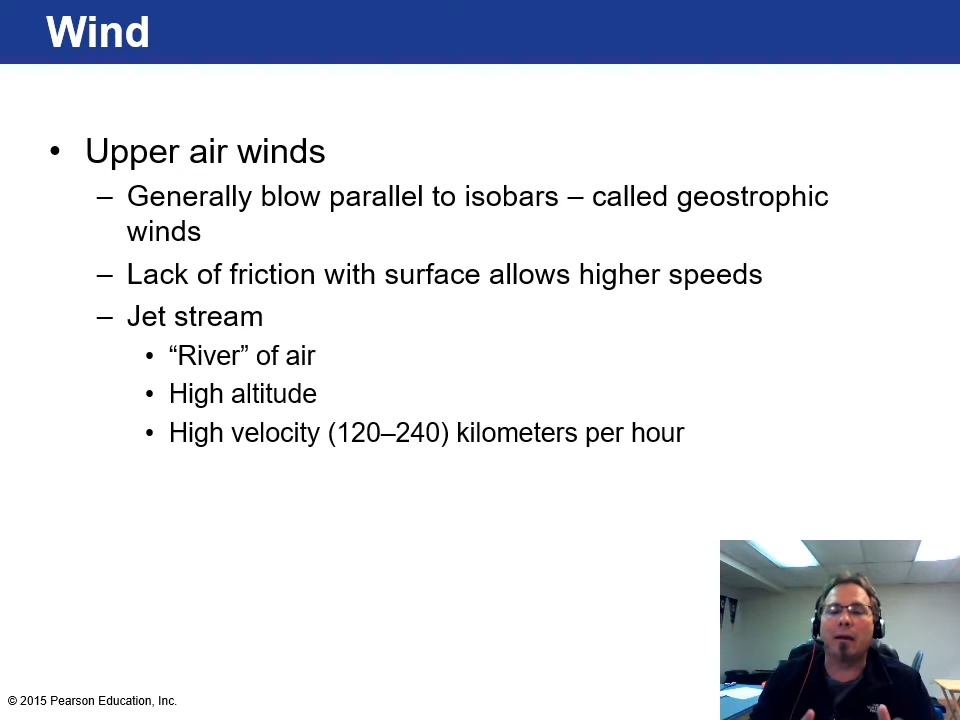 Wind
• Upper air winds
– Generally blow parallel to isobars – called geostrophic
winds
– Lack of friction with surface allows higher speeds
– Jet stream
• “River” of air
• High altitude
• High velocity (120–240) kilometers per hour
© 2015 Pearson Education, Inc.